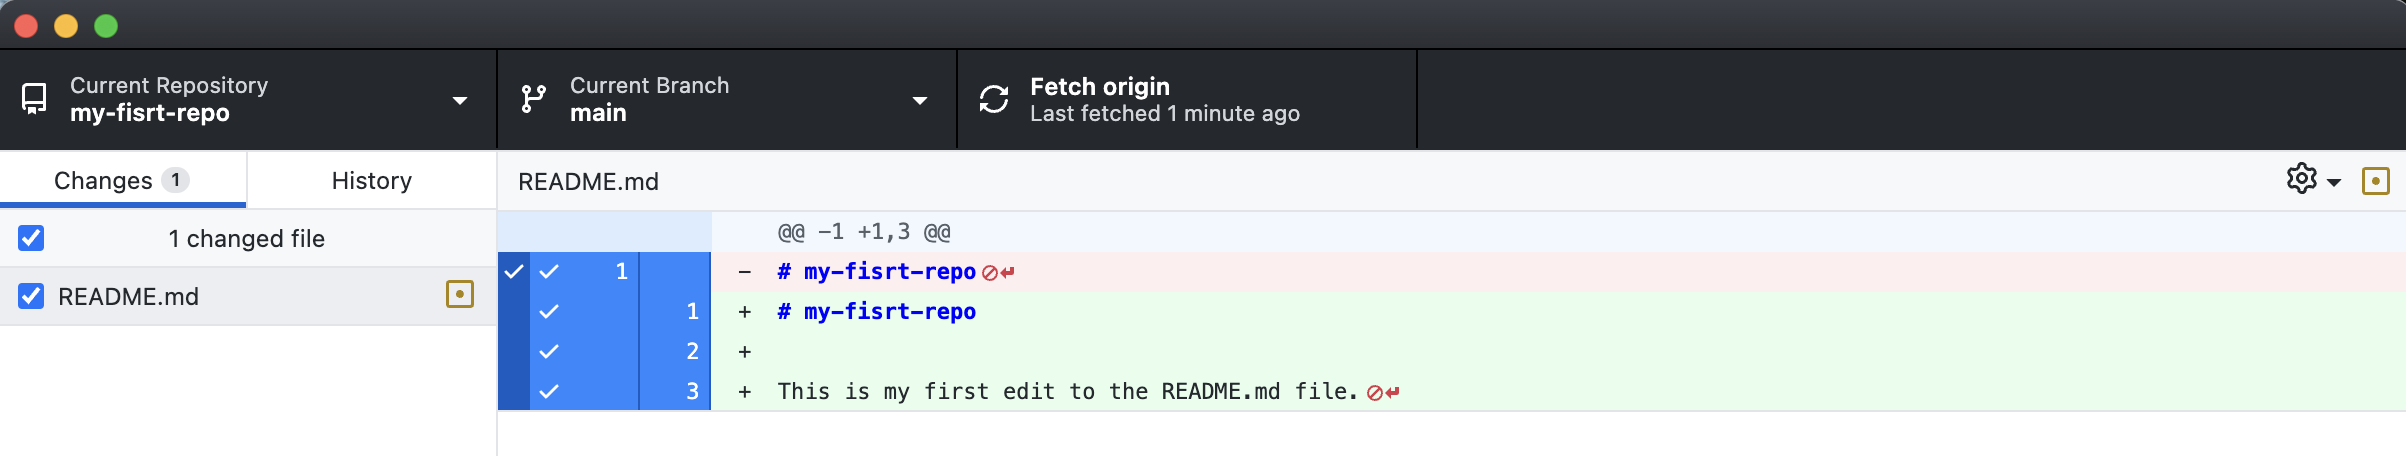 Current Repository
my-fisrt-repo
Current Branch
main
Fetch origin
Last fetched 1 minute ago
Changes 1
History
1 changed file
README.md
README.md
@@ -1 +1,3 @@
1 - # my-fisrt-repo
1 + # my-fisrt-repo
2 +
3 + This is my first edit to the README.md file.